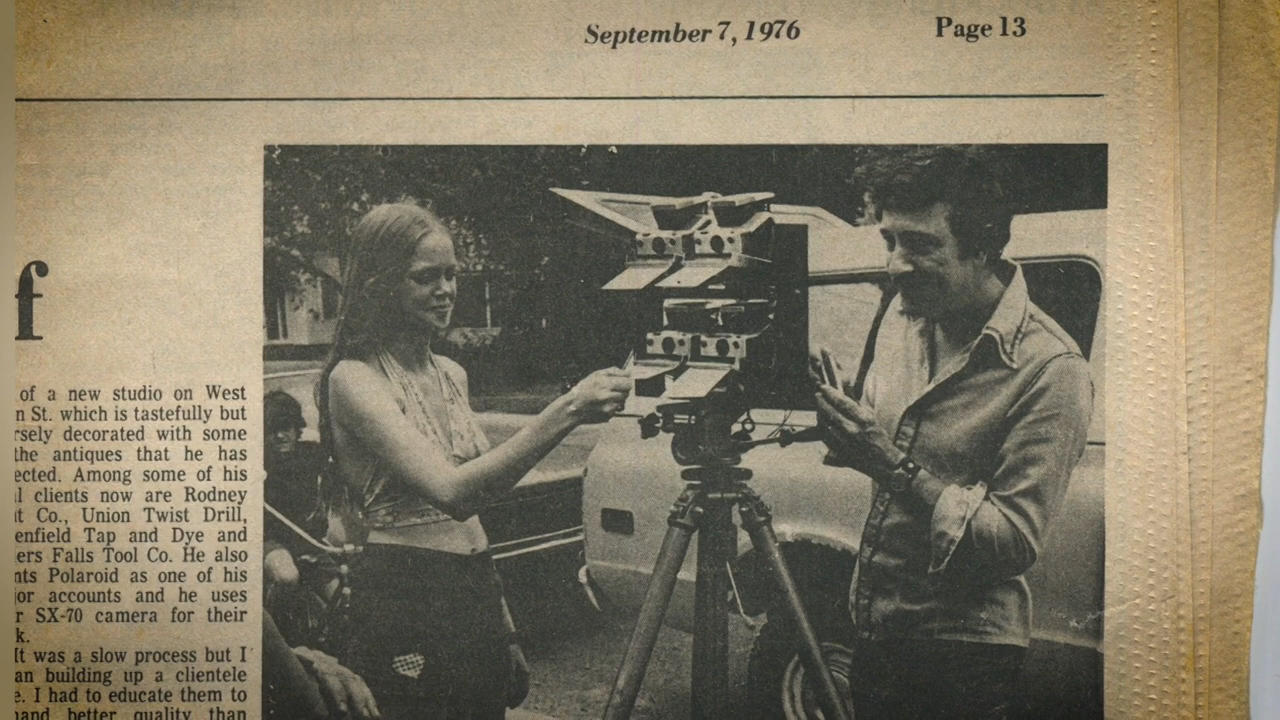 September 7, 1976
Page 13
f
of a new studio on West
n St. which is tastefully but
rsely decorated with some
the antiques that he has
ected. Among some of his
l clients now are Rodney
t Co., Union Twist Drill,
enfield Tap and Dye and
ers Falls Tool Co. He also
nts Polaroid as one of his
jor accounts and he uses
r SX-70 camera for their
k.
It was a slow process but I
an building up a clientele
e. I had to educate them to
and better quality than